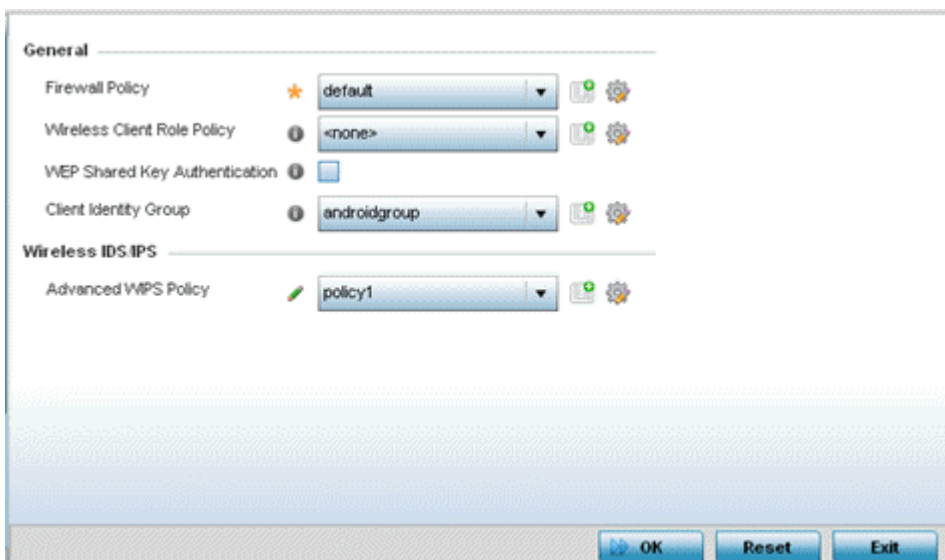 General
Firewall Policy default
Wireless Client Role Policy <none>
WEP Shared Key Authentication
Client Identity Group androidgroup
Wireless IDS/IPS
Advanced WIPS Policy policy1
OK Reset Exit